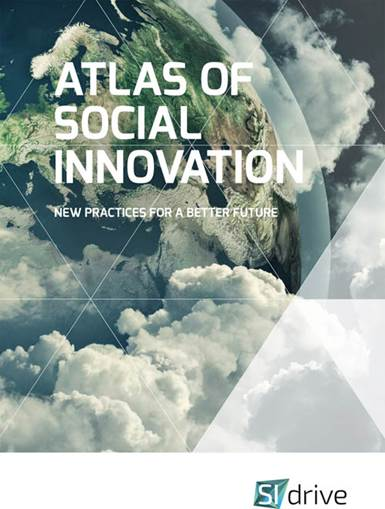 ATLAS OF
SOCIAL
INNOVATION
NEW PRACTICES FOR A BETTER FUTURE
SI drive